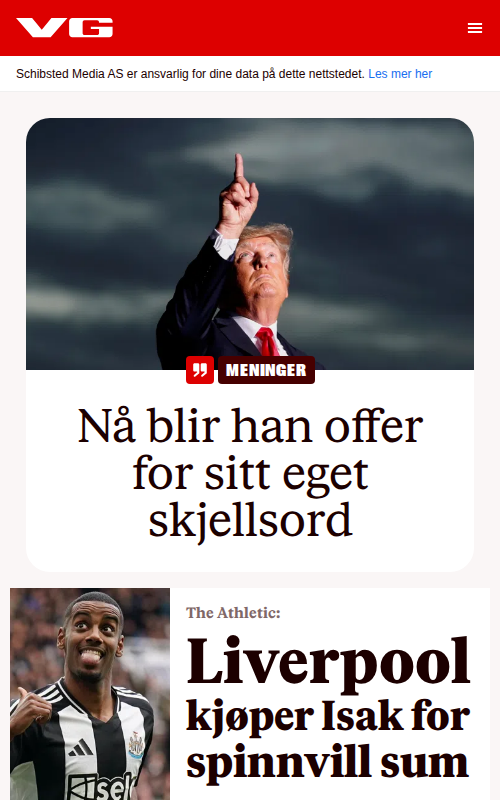 VG
Schibsted Media AS er ansvarlig for dine data på dette nettstedet. Les mer her
MENINGER
Nå blir han offer
for sitt eget
skjellsord
The Athletic:
Liverpool
kjøper Isak for
spinnvill sum